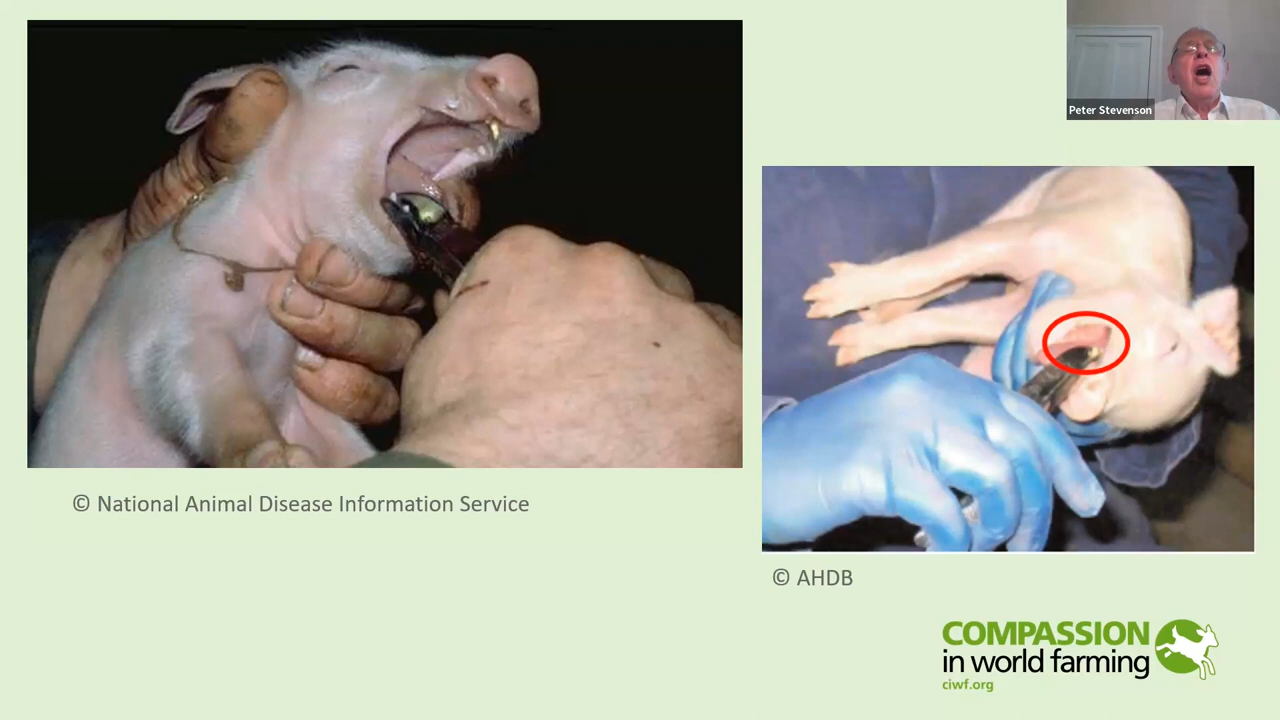 Peter Stevenson
© National Animal Disease Information Service
© AHDB
COMPASSION
in world farming
ciwf.org